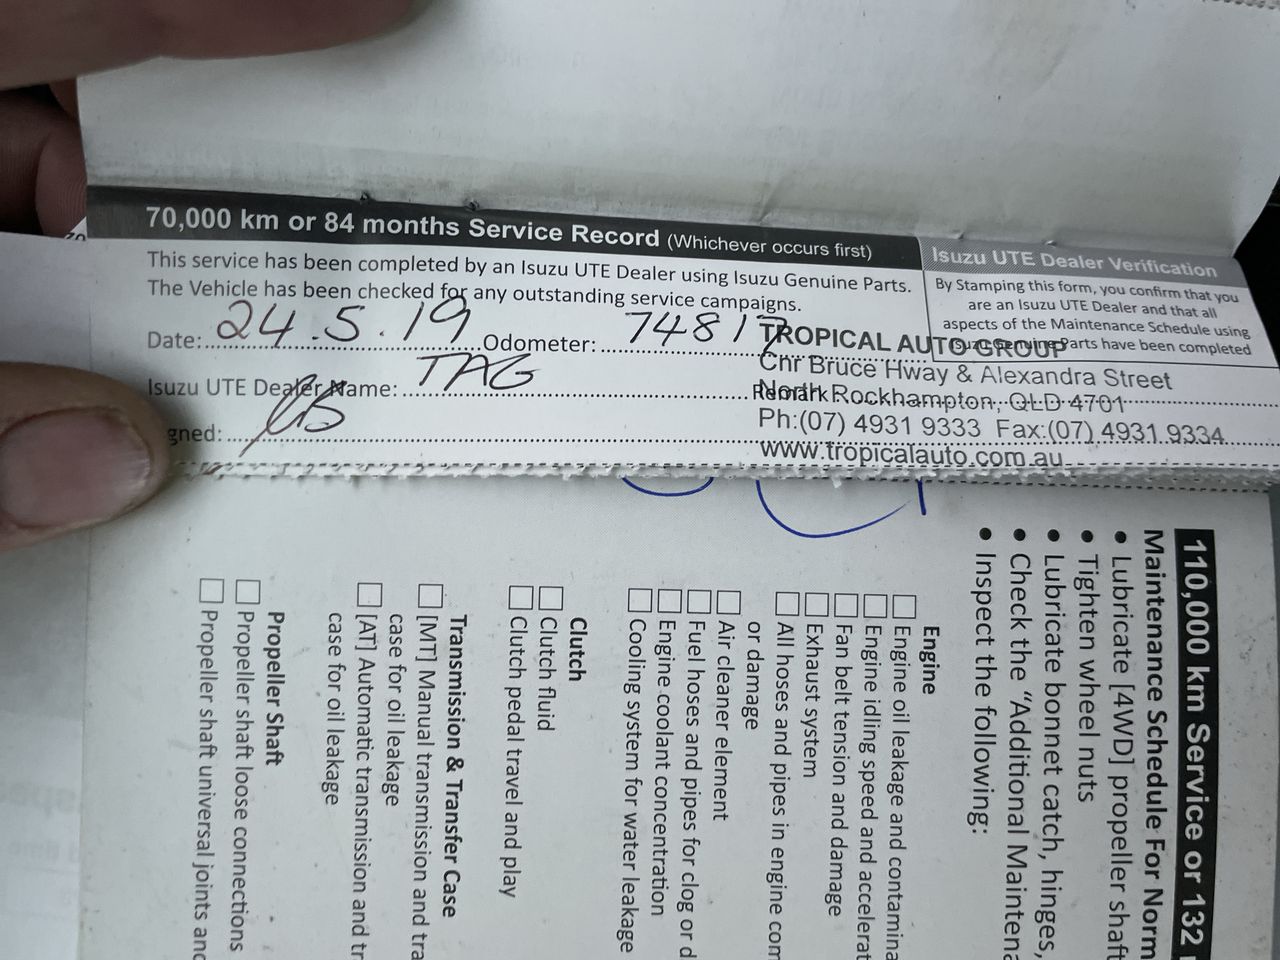 70,000 km or 84 months Service Record (Whichever occurs first)
This service has been completed by an Isuzu UTE Dealer using Isuzu Genuine Parts.
The Vehicle has been checked for any outstanding service campaigns.
Date: 24.5.19 Odometer: 74817
Isuzu UTE Dealer Name: TAG Remark
gned:
Isuzu UTE Dealer Verification
By Stamping this form, you confirm that you
are an Isuzu UTE Dealer and that all
aspects of the Maintenance Schedule using
Isuzu Genuine Parts have been completed
TROPICAL AUTO GROUP
Cnr Bruce Hway & Alexandra Street
North Rockhampton, QLD 4701
Ph:(07) 4931 9333 Fax:(07) 4931 9334
www.tropicalauto.com.au
110,000 km Service or 132
Maintenance Schedule For Norm
• Lubricate [4WD] propeller shaft
• Tighten wheel nuts
• Lubricate bonnet catch, hinges,
• Check the "Additional Maintena
• Inspect the following:
Engine
Engine oil leakage and contamina
Engine idling speed and accelerat
Fan belt tension and damage
Exhaust system
All hoses and pipes in engine com
or damage
Air cleaner element
Fuel hoses and pipes for clog or d
Engine coolant concentration
Cooling system for water leakage
Clutch
Clutch fluid
Clutch pedal travel and play
Transmission & Transfer Case
[MT] Manual transmission and tra
case for oil leakage
[AT] Automatic transmission and tr
case for oil leakage
Propeller Shaft
Propeller shaft loose connections
Propeller shaft universal joints and